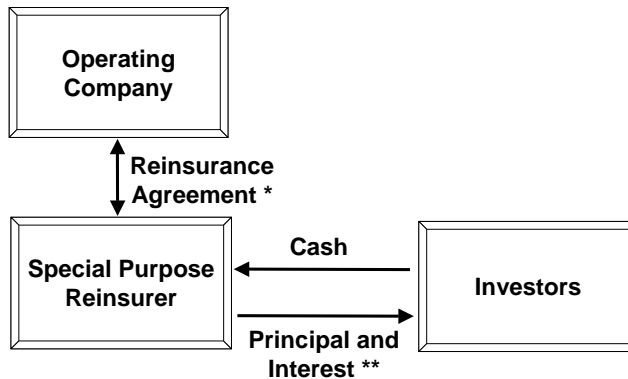 Operating
Company
Reinsurance
Agreement *
Special Purpose
Reinsurer
Cash
Investors
Principal and
Interest **